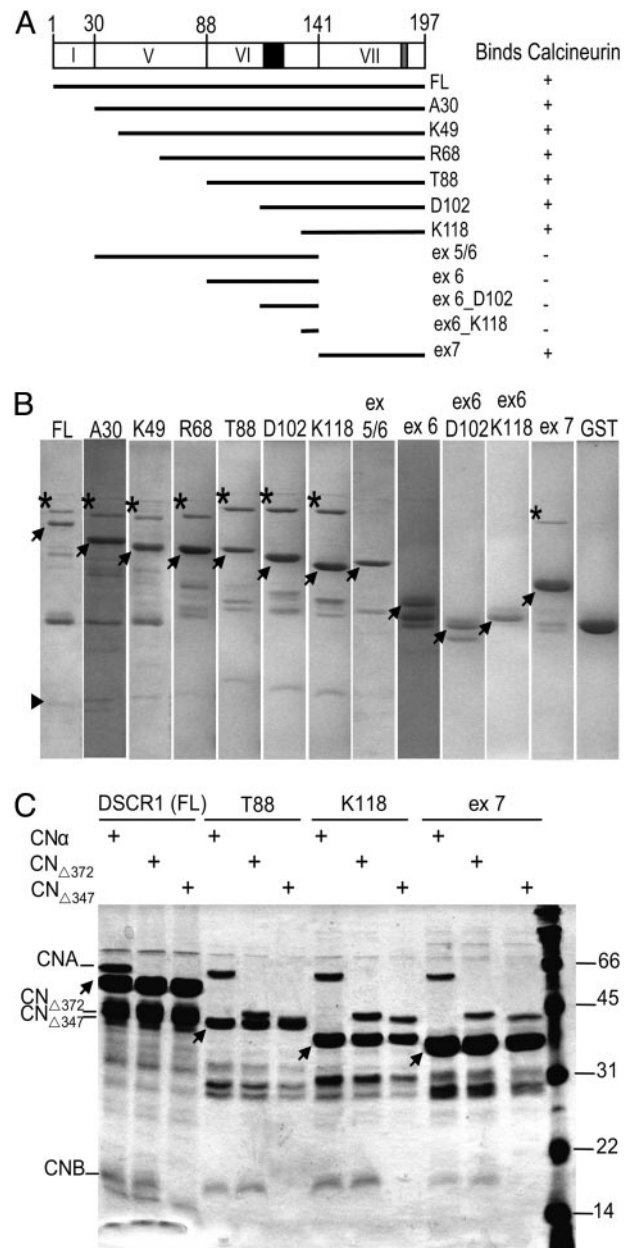 A
1 30 88 141 197
I V VI VII Binds Calcineurin
FL +
A30 +
K49 +
R68 +
T88 +
D102 +
K118 +
ex 5/6 -
ex 6 -
ex 6_D102 -
ex6_K118 -
ex7 +
B
FL A30 K49 R68 T88 D102 K118 ex 5/6 ex 6 ex6 D102 ex6 K118 ex 7 GST
* * * * * * * *
C
DSCR1 (FL) T88 K118 ex 7
CNα + + + +
CN△372 + + + +
CN△347 + + + +
CNA 66
CN△372 45
CN△347
31
22
CNB
14